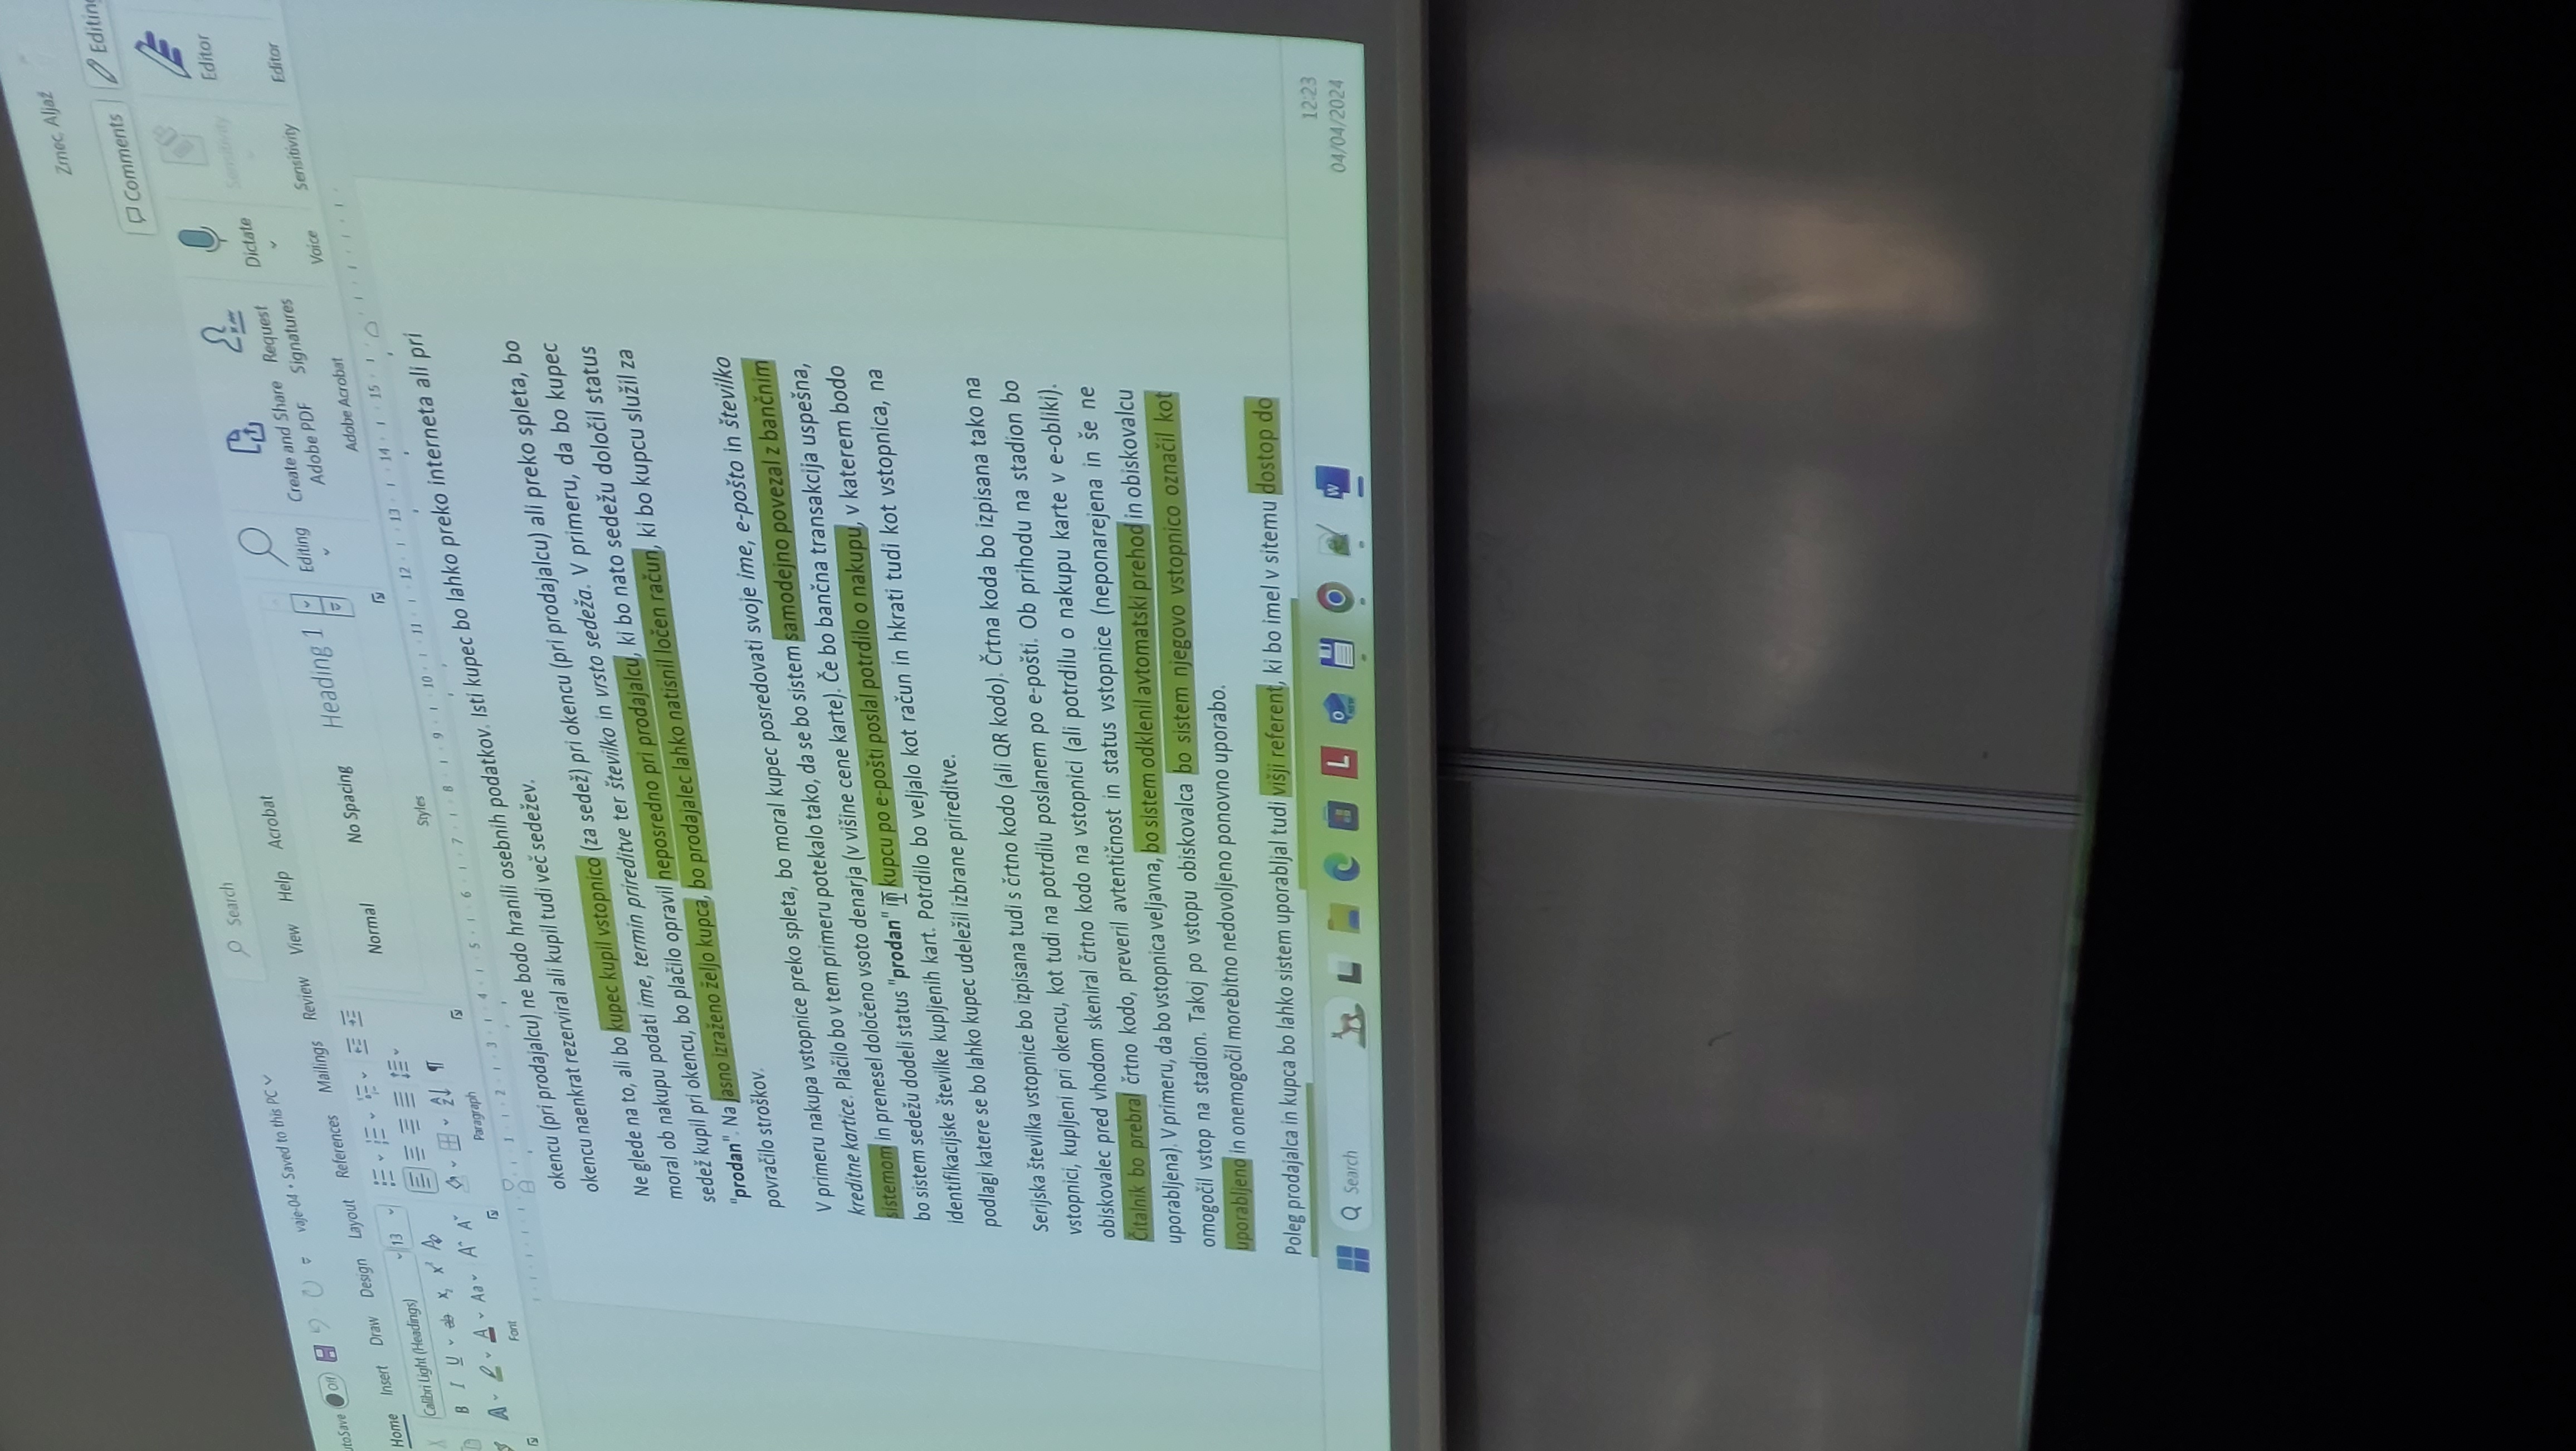 Zrnec, Aljaž
Comments
Editing
Search
utoSave
Off
vaje-04 • Saved to this PC
Home Insert Draw Design Layout References Mailings Review View Help Acrobat
Calibri Light (Headings) 13
Normal
No Spacing
Heading 1
Editing
Create and Share
Adobe PDF
Request
Signatures
Dictate
Sensitivity
Editor
Font
Paragraph
Styles
Adobe Acrobat
Voice
Sensitivity
Editor
1 2 3 4 5 6 7 8 9 10 11 12 13 14 15
okencu (pri prodajalcu) ne bodo hranili osebnih podatkov. Isti kupec bo lahko preko interneta ali pri
okencu naenkrat rezerviral ali kupil tudi več sedežev.
Ne glede na to, ali bo kupec kupil vstopnico (za sedež) pri okencu (pri prodajalcu) ali preko spleta, bo
moral ob nakupu podati ime, termin prireditve ter številko in vrsto sedeža. V primeru, da bo kupec
sedež kupil pri okencu, bo plačilo opravil neposredno pri prodajalcu, ki bo nato sedežu določil status
"prodan". Na jasno izraženo željo kupca, bo prodajalec lahko natisnil ločen račun, ki bo kupcu služil za
povračilo stroškov.
V primeru nakupa vstopnice preko spleta, bo moral kupec posredovati svoje ime, e-pošto in številko
kreditne kartice. Plačilo bo v tem primeru potekalo tako, da se bo sistem samodejno povezal z bančnim
sistemom in prenesel določeno vsoto denarja (v višine cene karte). Če bo bančna transakcija uspešna,
bo sistem sedežu dodeli status "prodan" in kupcu po e-pošti poslal potrdilo o nakupu, v katerem bodo
identifikacijske številke kupljenih kart. Potrdilo bo veljalo kot račun in hkrati tudi kot vstopnica, na
podlagi katere se bo lahko kupec udeležil izbrane prireditve.
Serijska številka vstopnice bo izpisana tudi s črtno kodo (ali QR kodo). Črtna koda bo izpisana tako na
vstopnici, kupljeni pri okencu, kot tudi na potrdilu poslanem po e-pošti. Ob prihodu na stadion bo
obiskovalec pred vhodom skeniral črtno kodo na vstopnici (ali potrdilu o nakupu karte v e-obliki).
Čitalnik bo prebral črtno kodo, preveril avtentičnost in status vstopnice (neponarejena in še ne
uporabljena). V primeru, da bo vstopnica veljavna, bo sistem odklenil avtomatski prehod in obiskovalcu
omogočil vstop na stadion. Takoj po vstopu obiskovalca bo sistem njegovo vstopnico označil kot
uporabljeno in onemogočil morebitno nedovoljeno ponovno uporabo.
Poleg prodajalca in kupca bo lahko sistem uporabljal tudi višji referent, ki bo imel v sitemu dostop do
Search
12:23
04/04/2024